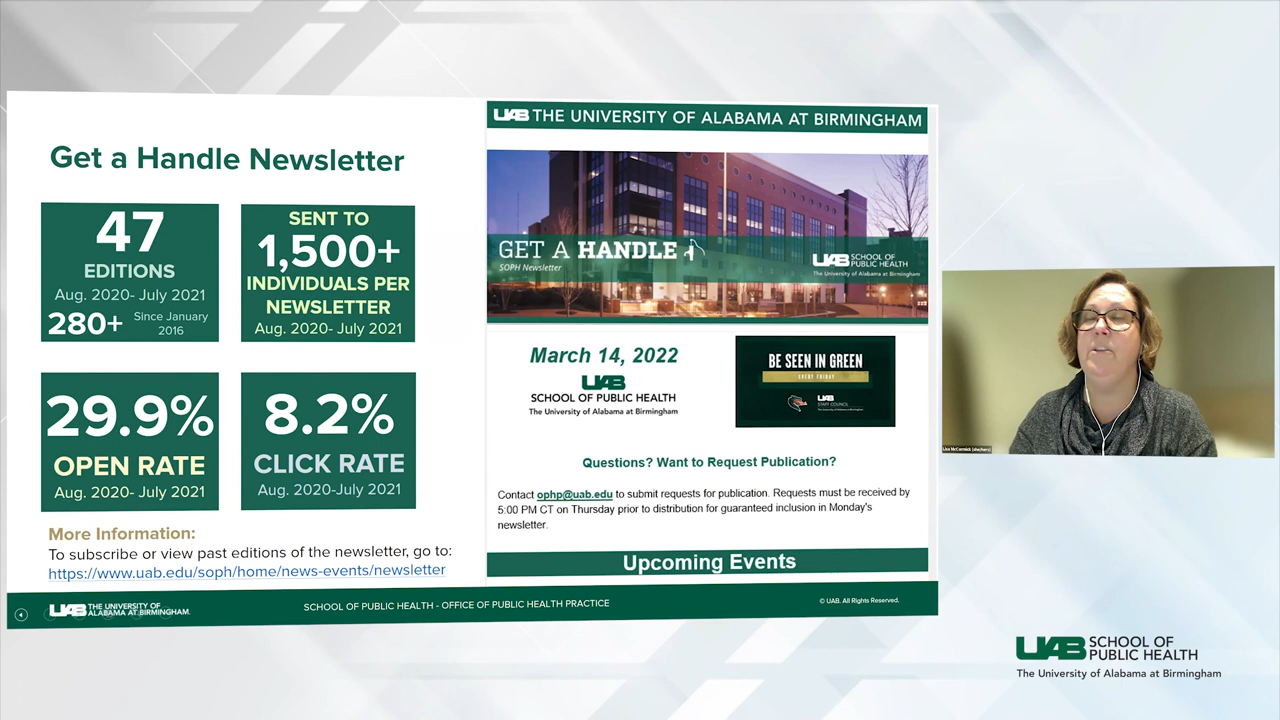 Get a Handle Newsletter
47
EDITIONS
Aug. 2020- July 2021
280+ Since January
2016
SENT TO
1,500+
INDIVIDUALS PER
NEWSLETTER
Aug. 2020- July 2021
29.9%
OPEN RATE
Aug. 2020- July 2021
8.2%
CLICK RATE
Aug. 2020-July 2021
More Information:
To subscribe or view past editions of the newsletter, go to:
https://www.uab.edu/soph/home/news-events/newsletter
UAB THE UNIVERSITY OF ALABAMA AT BIRMINGHAM
GET A HANDLE
SOPH Newsletter
UAB SCHOOL OF
PUBLIC HEALTH
The University of Alabama at Birmingham
March 14, 2022
UAB
SCHOOL OF PUBLIC HEALTH
The University of Alabama at Birmingham
BE SEEN IN GREEN
EVERY FRIDAY
UAB
STAFF COUNCIL
Questions? Want to Request Publication?
Contact ophp@uab.edu to submit requests for publication. Requests must be received by
5:00 PM CT on Thursday prior to distribution for guaranteed inclusion in Monday's
newsletter.
Upcoming Events
UAB THE UNIVERSITY OF
ALABAMA AT BIRMINGHAM
SCHOOL OF PUBLIC HEALTH - OFFICE OF PUBLIC HEALTH PRACTICE
© UAB. All Rights Reserved.
Lisa McCormick (she/hers)
UAB SCHOOL OF
PUBLIC HEALTH
The University of Alabama at Birmingham